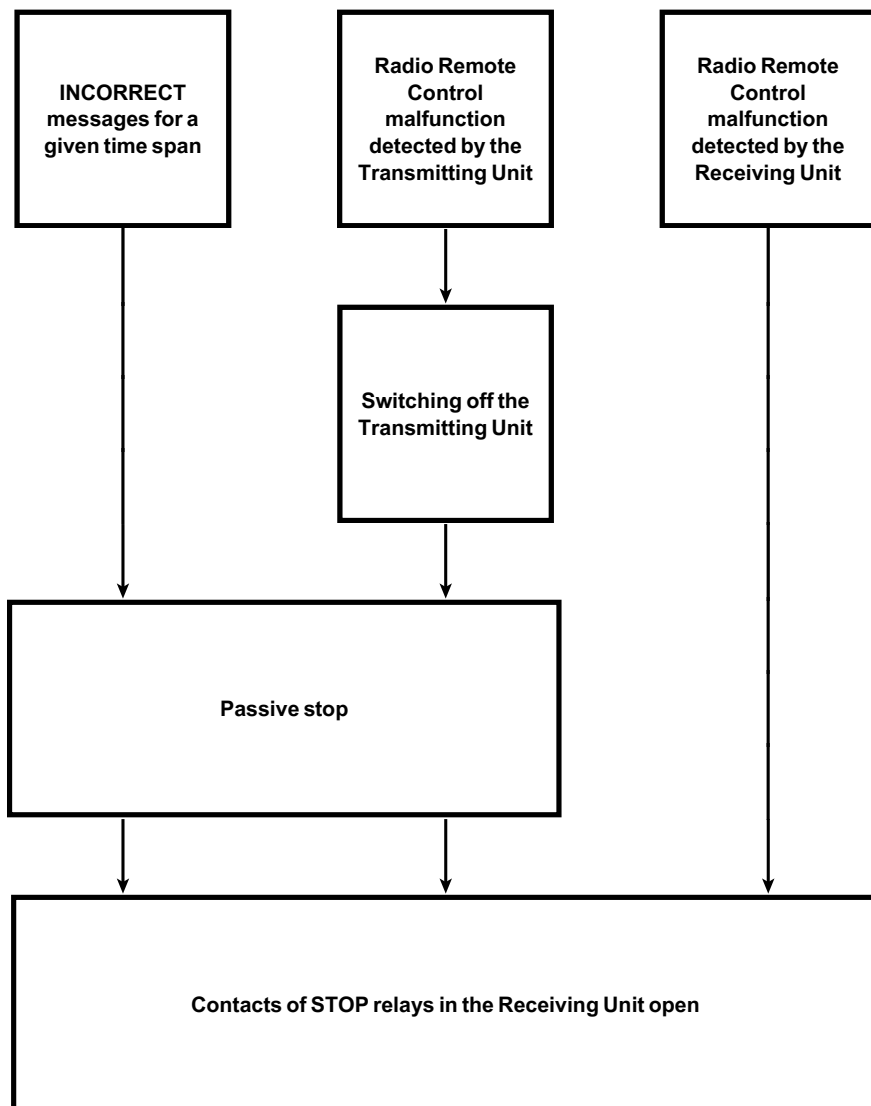 INCORRECT
messages for a
given time span
Radio Remote
Control
malfunction
detected by the
Transmitting Unit
Radio Remote
Control
malfunction
detected by the
Receiving Unit
Switching off the
Transmitting Unit
Passive stop
Contacts of STOP relays in the Receiving Unit open